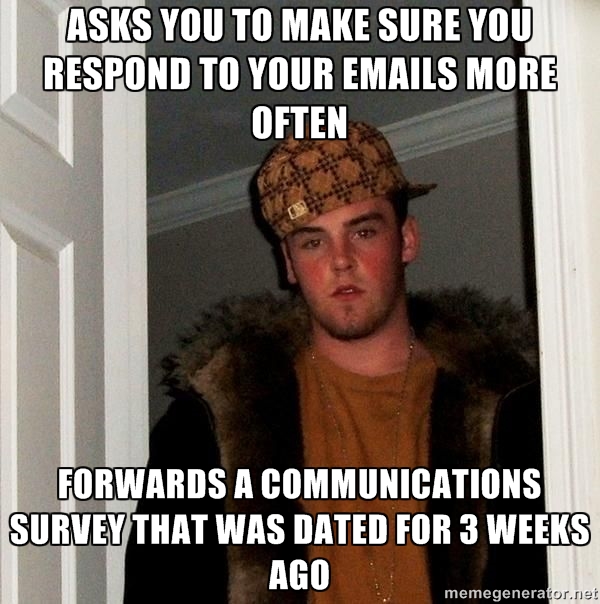 ASKS YOU TO MAKE SURE YOU
RESPOND TO YOUR EMAILS MORE
OFTEN
FORWARDS A COMMUNICATIONS
SURVEY THAT WAS DATED FOR 3 WEEKS
AGO
memegenerator.net